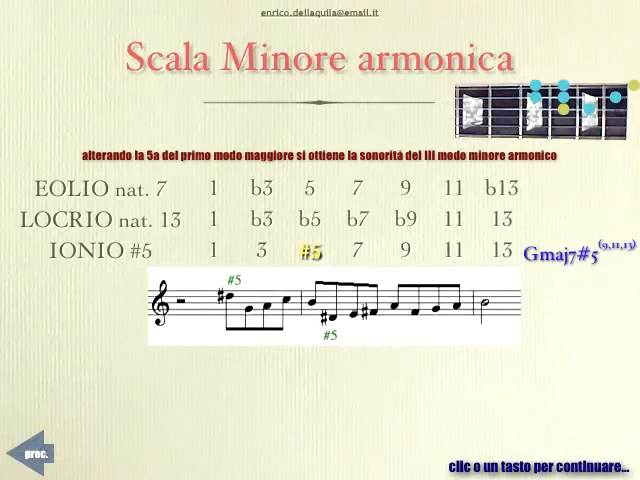 enrico.dellaquila@email.it
Scala Minore armonica
alterando la 5a del primo modo maggiore si ottiene la sonorità del III modo minore armonico
EOLIO nat. 7 1 b3 5 7 9 11 b13
LOCRIO nat. 13 1 b3 b5 b7 b9 11 13
IONIO #5 1 3 #5 7 9 11 13 Gmaj7#5(9,11,13)
#5
#5
prec.
clic o un tasto per continuare...